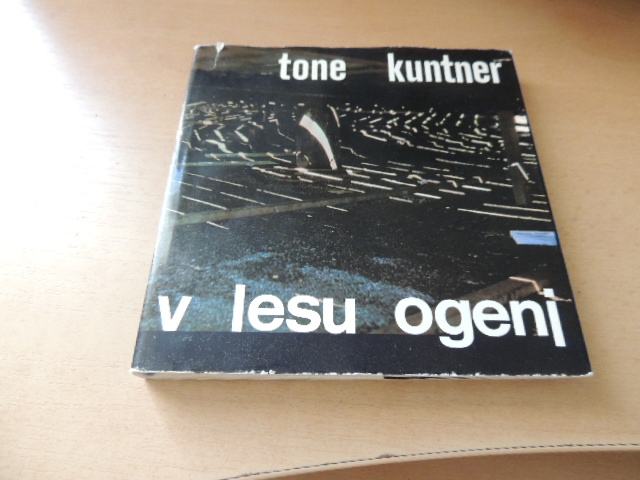 tone kuntner
v lesu ogenj